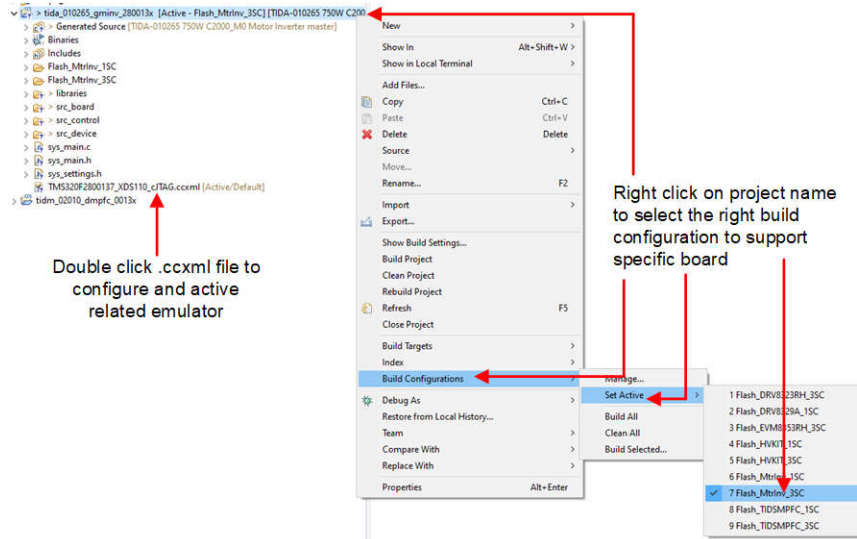 > tida_010265_gminv_280013x [Active - Flash_MtrInv_3SC] [TIDA-010265 750W C200
> Generated Source [TIDA-010265 750W C2000_M0 Motor Inverter master]
Binaries
Includes
Flash_MtrInv_1SC
Flash_MtrInv_3SC
> libraries
> src_board
> src_control
> src_device
sys_main.c
sys_main.h
sys_settings.h
TMS320F2800137_XDS110_cJTAG.ccxml [Active/Default]
tidm_02010_dmpfc_0013x
Double click .ccxml file to
configure and active
related emulator
New
Show In Alt+Shift+W >
Show in Local Terminal
Add Files...
Copy Ctrl+C
Paste Ctrl+V
Delete Delete
Source
Move...
Rename... F2
Import
Export...
Show Build Settings...
Build Project
Clean Project
Rebuild Project
Refresh F5
Close Project
Build Targets
Index
Build Configurations
Debug As
Restore from Local History...
Team
Compare With
Replace With
Properties Alt+Enter
Right click on project name
to select the right build
configuration to support
specific board
Manage...
Set Active
Build All
Clean All
Build Selected...
1 Flash_DRV8323RH_3SC
2 Flash_DRV8329A_1SC
3 Flash_EVM8353RH_3SC
4 Flash_HVKIT_1SC
5 Flash_HVKIT_3SC
6 Flash_MtrInv_1SC
7 Flash_MtrInv_3SC
8 Flash_TIDSMPFC_1SC
9 Flash_TIDSMPFC_3SC